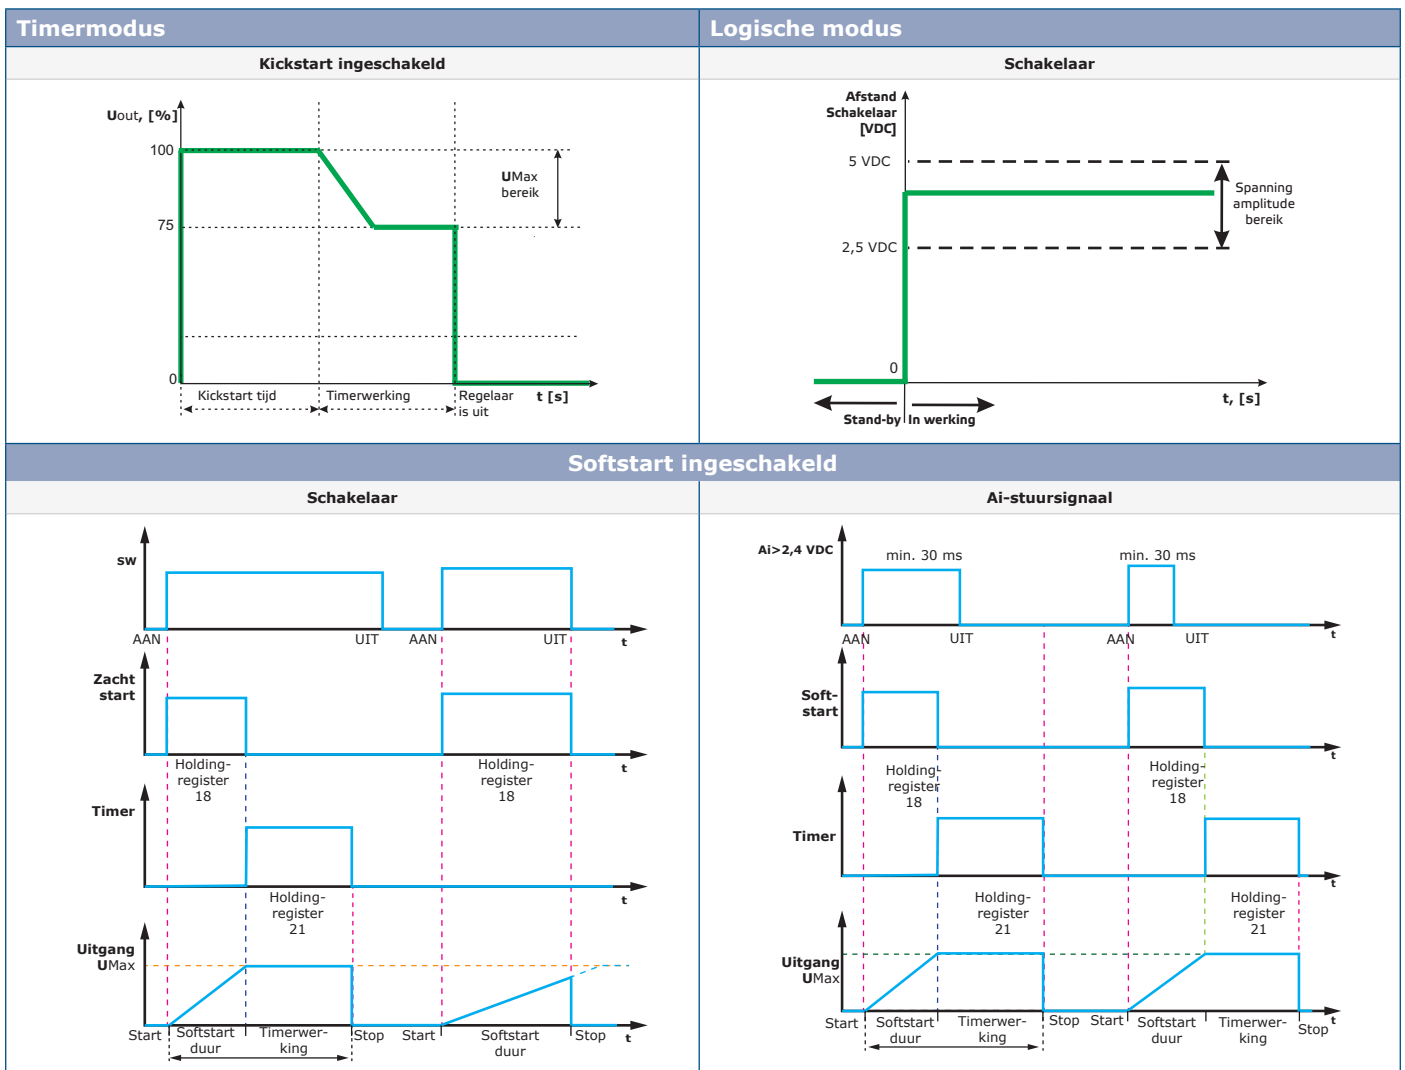 Timermodus
Logische modus
Kickstart ingeschakeld
Schakelaar
Uout, [%]
100
75
0
UMax
bereik
Kickstart tijd
Timerwerking
Regelaar
is uit
t [s]
Afstand
Schakelaar
[VDC]
5 VDC
2,5 VDC
0
Spanning
amplitude
bereik
t, [s]
Stand-by
In werking
Softstart ingeschakeld
Schakelaar
Ai-stuursignaal
SW
AAN
UIT
AAN
UIT
t
Zacht
start
Holding-
register
18
Holding-
register
18
t
Timer
Holding-
register
21
t
Uitgang
UMax
Start
Softstart
duur
Timerwer-
king
Stop
Start
Softstart
duur
Stop
t
Ai>2,4 VDC
min. 30 ms
min. 30 ms
AAN
UIT
AAN
UIT
t
Soft-
start
Holding-
register
18
Holding-
register
18
t
Timer
Holding-
register
21
Holding-
register
21
t
Uitgang
UMax
Start
Softstart
duur
Timerwer-
king
Stop
Start
Softstart
duur
Timerwer-
king
Stop
t